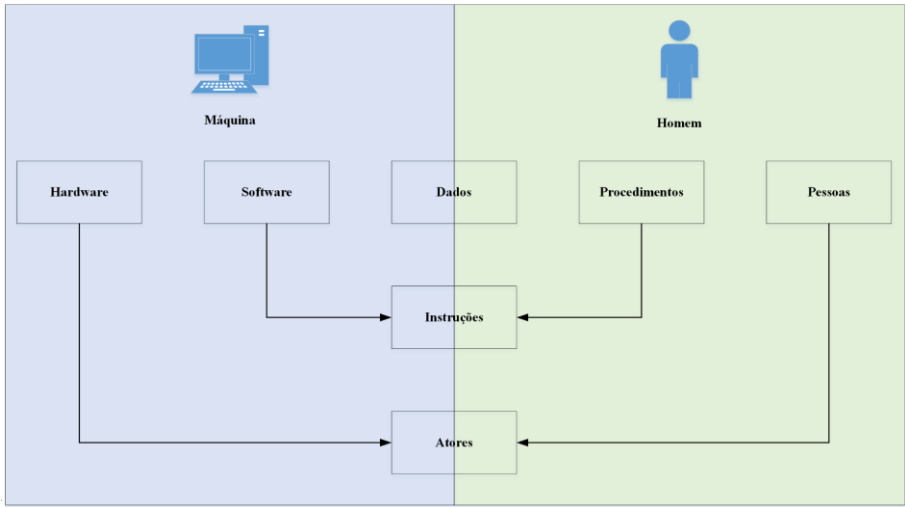 Máquina
Homem
Hardware
Software
Dados
Procedimentos
Pessoas
Instruções
Atores